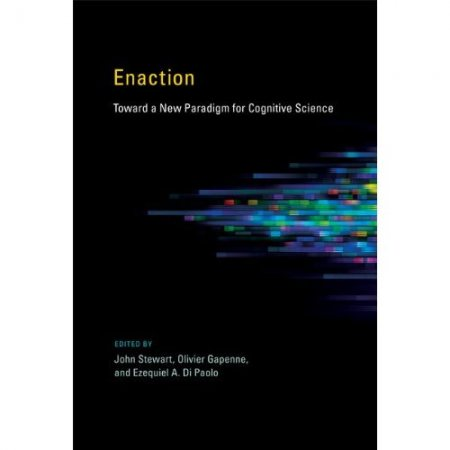 Enaction
Toward a New Paradigm for Cognitive Science
EDITED BY
John Stewart, Olivier Gapenne,
and Ezequiel A. Di Paolo